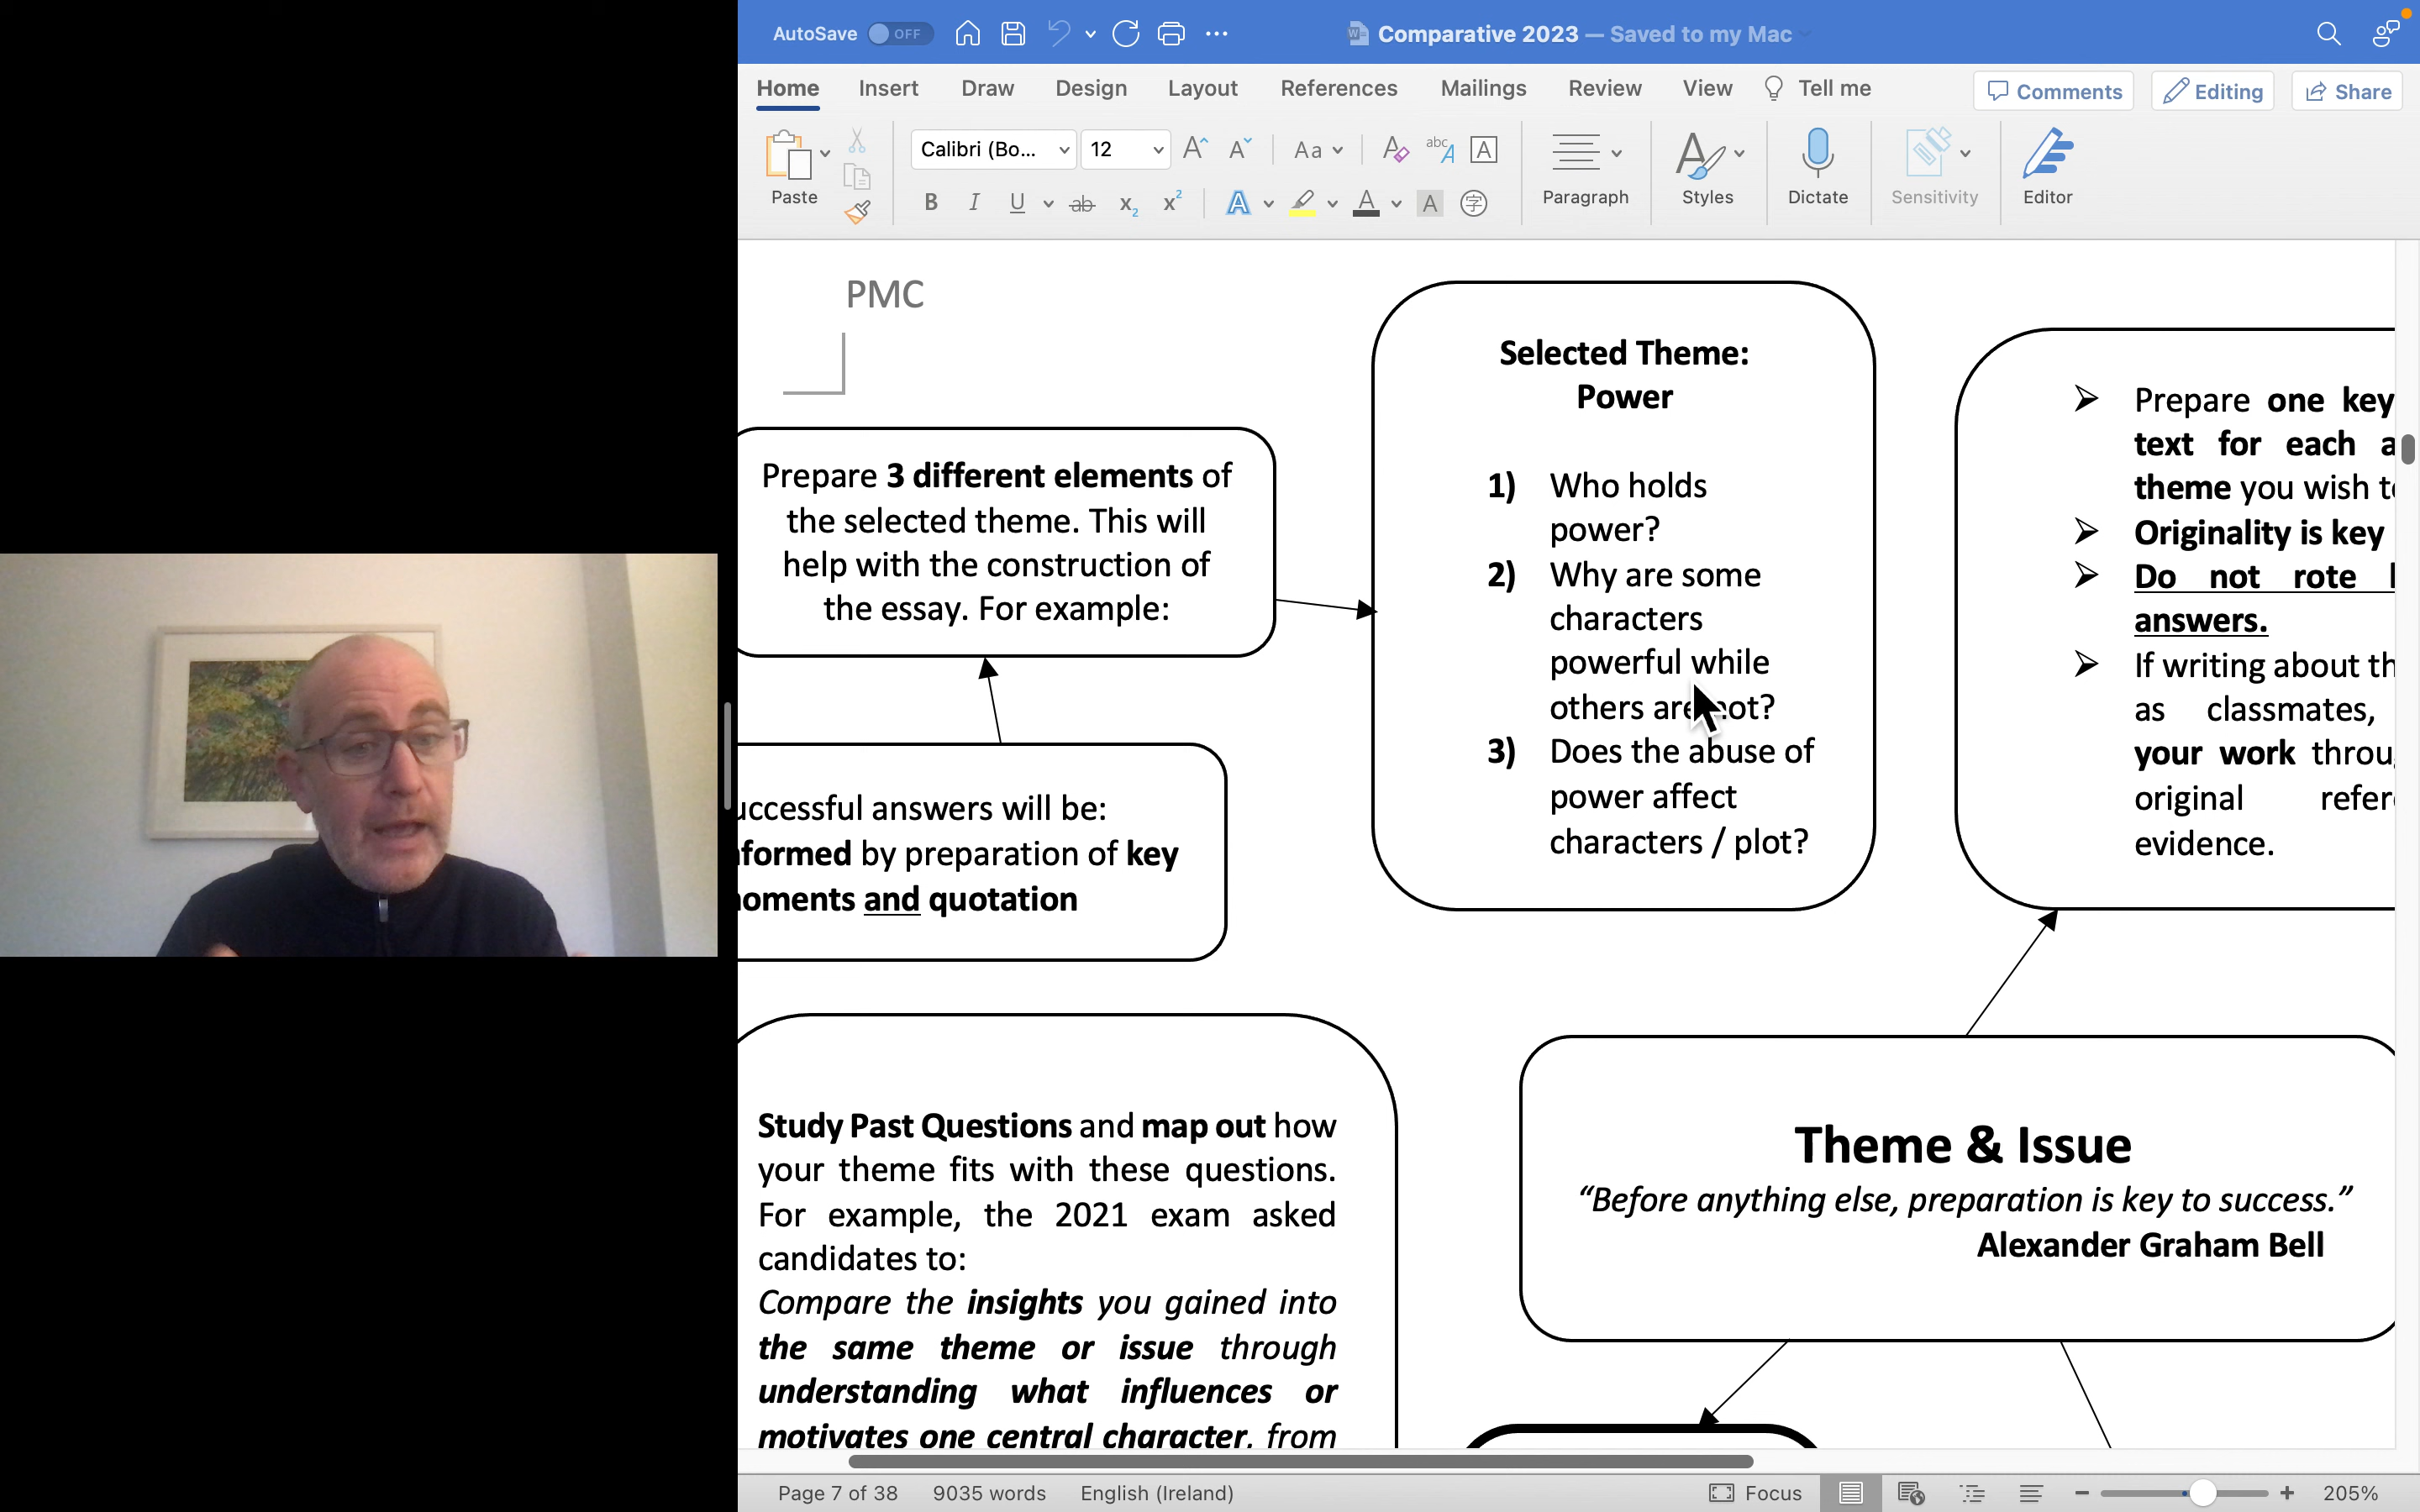 AutoSave OFF
Comparative 2023 — Saved to my Mac
Home Insert Draw Design Layout References Mailings Review View Tell me
Comments Editing Share
Paste
Calibri (Bo... 12
Paragraph
Styles
Dictate
Sensitivity
Editor
PMC
Prepare 3 different elements of
the selected theme. This will
help with the construction of
the essay. For example:
uccessful answers will be:
formed by preparation of key
oments and quotation
Selected Theme:
Power
1) Who holds
power?
2) Why are some
characters
powerful while
others are not?
3) Does the abuse of
power affect
characters / plot?
➢ Prepare one key
text for each a
theme you wish t
➢ Originality is key
➢ Do not rote
answers.
➢ If writing about th
as classmates,
your work throu
original refer
evidence.
Study Past Questions and map out how
your theme fits with these questions.
For example, the 2021 exam asked
candidates to:
Compare the insights you gained into
the same theme or issue through
understanding what influences or
motivates one central character, from
Theme & Issue
“Before anything else, preparation is key to success.”
Alexander Graham Bell
Page 7 of 38 9035 words English (Ireland)
Focus 205%